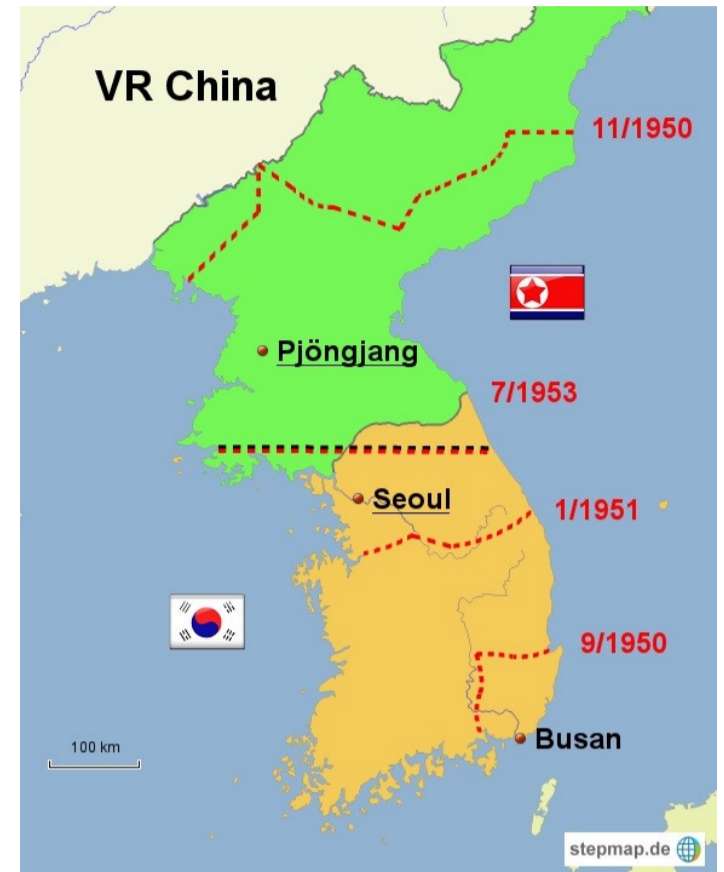 VR China
11/1950
Pjöngjang
7/1953
Seoul
1/1951
9/1950
Busan
100 km
stepmap.de